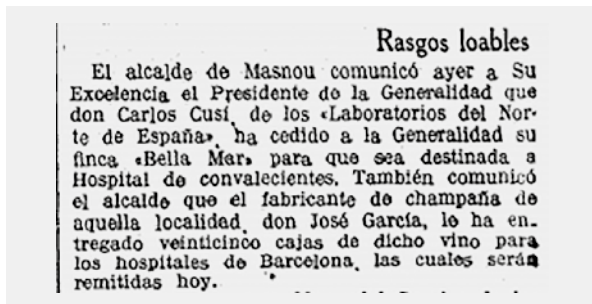 Rasgos loables
El alcalde de Masnou comunicó ayer a Su
Excelencia el Presidente de la Generalidad que
don Carlos Cusí, de los «Laboratorios del Nor-
te de España», ha cedido a la Generalidad su
finca «Bella Mar» para que sea destinada a
Hospital de convalecientes. También comunicó
el alcalde que el fabricante de champaña de
aquella localidad, don José García, le ha en-
tregado veinticinco cajas de dicho vino para
los hospitales de Barcelona, las cuales serán
remitidas hoy.